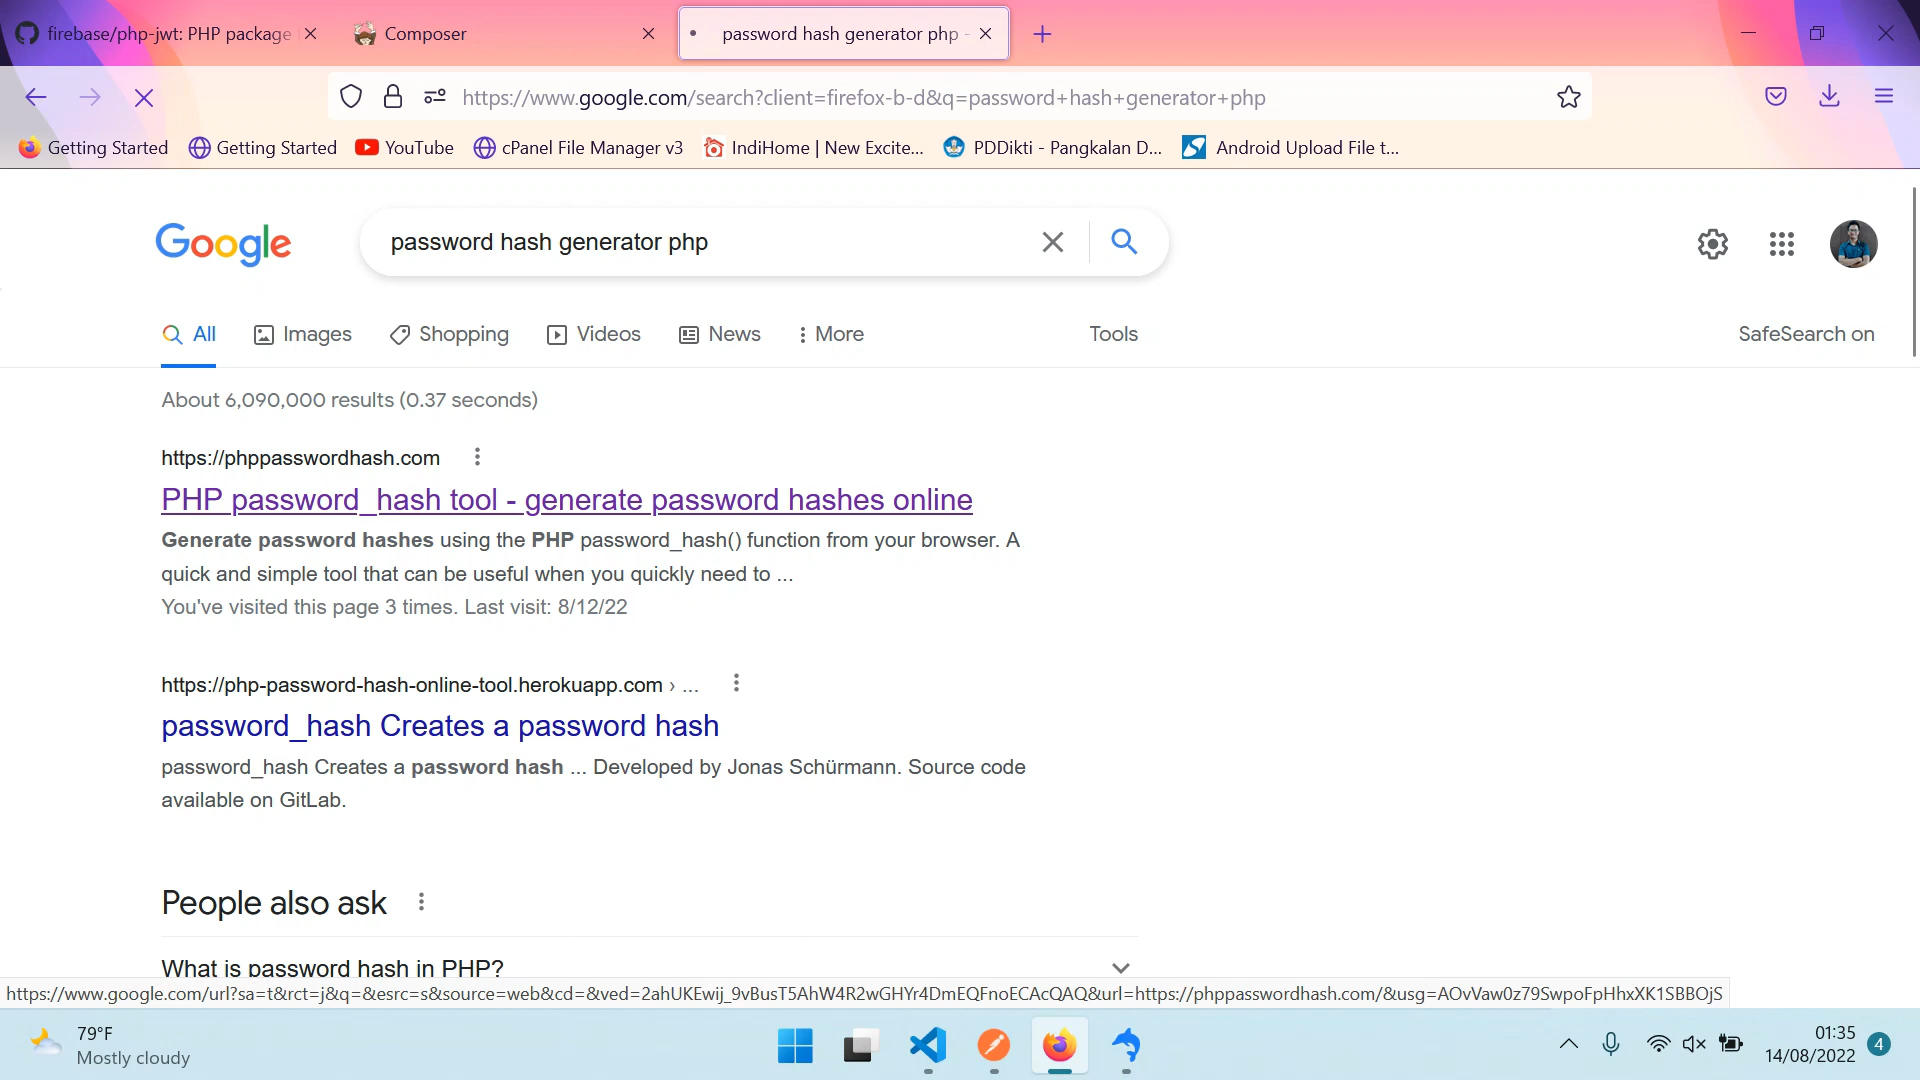 firebase/php-jwt: PHP package
Composer
password hash generator php -
https://www.google.com/search?client=firefox-b-d&q=password+hash+generator+php
Getting Started
Getting Started
YouTube
cPanel File Manager v3
IndiHome | New Excite...
PDDikti - Pangkalan D...
Android Upload File t...
Google
password hash generator php
All
Images
Shopping
Videos
News
More
Tools
SafeSearch on
About 6,090,000 results (0.37 seconds)
https://phppasswordhash.com
PHP password_hash tool - generate password hashes online
Generate password hashes using the PHP password_hash() function from your browser. A
quick and simple tool that can be useful when you quickly need to ...
You've visited this page 3 times. Last visit: 8/12/22
https://php-password-hash-online-tool.herokuapp.com › ...
password_hash Creates a password hash
password_hash Creates a password hash ... Developed by Jonas Schürmann. Source code
available on GitLab.
People also ask
What is password hash in PHP?
https://www.google.com/url?sa=t&rct=j&q=&esrc=s&source=web&cd=&ved=2ahUKEwij_9vBusT5AhW4R2wGHYr4DmEQFnoECAcQAQ&url=https://phppasswordhash.com/&usg=AOvVaw0z79SwpoFpHhxXK1SBBOjS
79°F
Mostly cloudy
01:35
14/08/2022
4